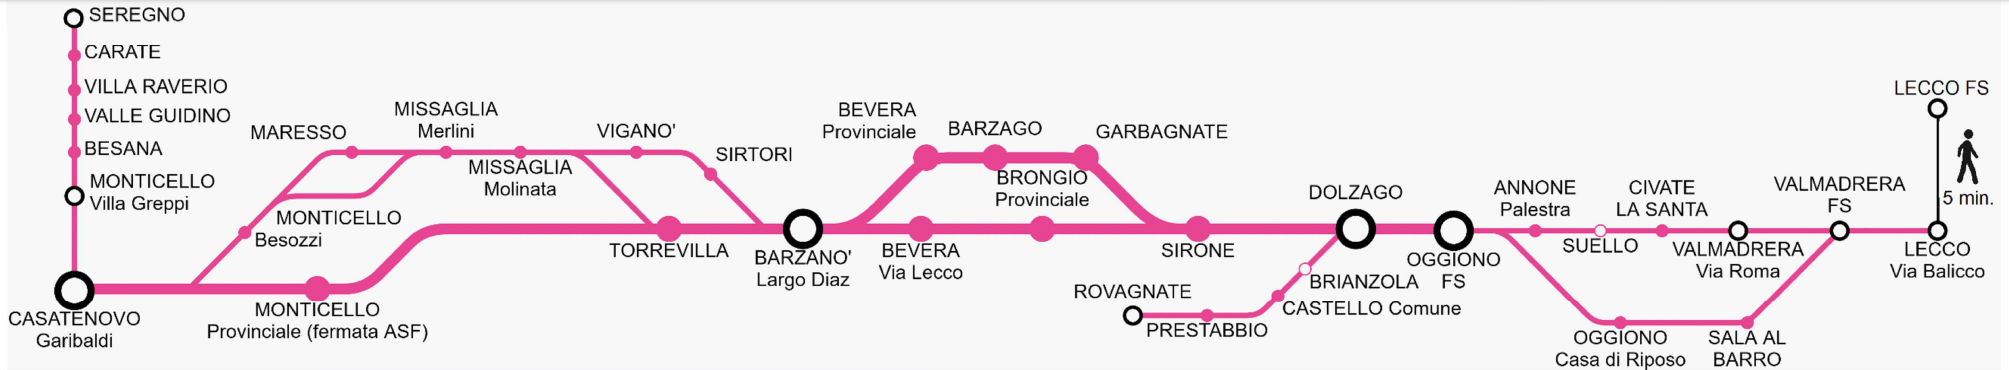 SEREGNO
CARATE
VILLA RAVERIO
VALLE GUIDINO
BESANA
MONTICELLO
Villa Greppi
CASATENOVO
Garibaldi
MARESSO
MONTICELLO
Besozzi
MISSAGLIA
Merlini
MISSAGLIA
Molinata
VIGANO'
SIRTORI
MONTICELLO
Provinciale (fermata ASF)
TORREVILLA
BARZANO'
Largo Diaz
BEVERA
Provinciale
BARZAGO
GARBAGNATE
BRONGIO
Provinciale
BEVERA
Via Lecco
SIRONE
DOLZAGO
ROVAGNATE
PRESTABBIO
BRIANZOLA
CASTELLO Comune
OGGIONO
FS
ANNONE
Palestra
SUELLO
CIVATE
LA SANTA
VALMADRERA
Via Roma
VALMADRERA
FS
OGGIONO
Casa di Riposo
SALA AL
BARRO
LECCO FS
5 min.
LECCO
Via Balicco